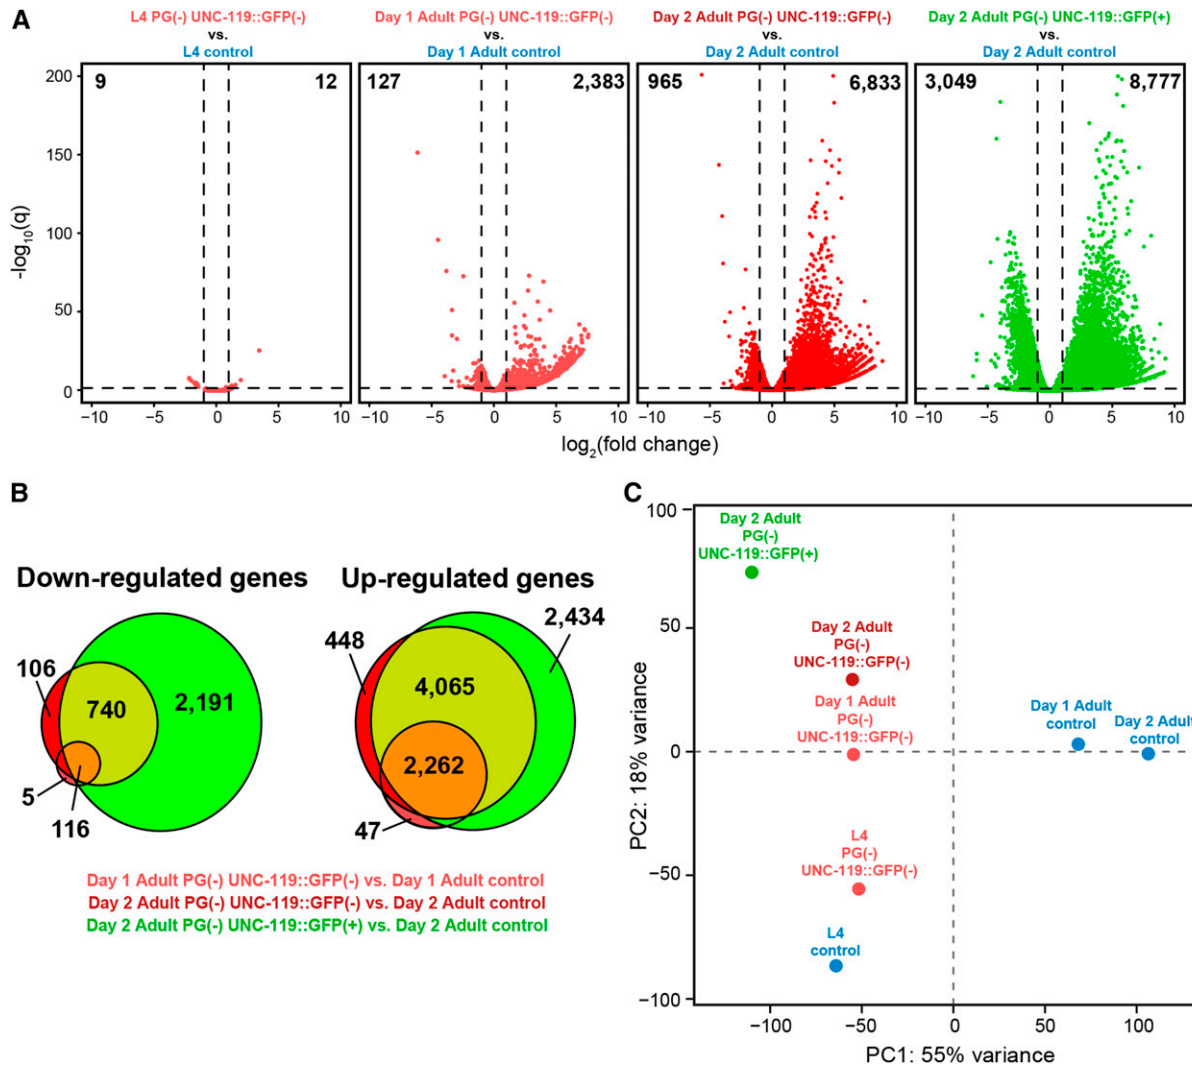 A
L4 PG(-) UNC-119::GFP(-)
vs.
L4 control
Day 1 Adult PG(-) UNC-119::GFP(-)
vs.
Day 1 Adult control
Day 2 Adult PG(-) UNC-119::GFP(-)
vs.
Day 2 Adult control
Day 2 Adult PG(-) UNC-119::GFP(+)
vs.
Day 2 Adult control
9 12
127 2,383
965 6,833
3,049 8,777
-log10(q)
200
150
100
50
0
−10 −5 0 5 10
−10 −5 0 5 10
−10 −5 0 5 10
−10 −5 0 5 10
log2(fold change)
B
Down-regulated genes
106
740
2,191
5
116
Up-regulated genes
448
2,434
4,065
2,262
47
Day 1 Adult PG(-) UNC-119::GFP(-) vs. Day 1 Adult control
Day 2 Adult PG(-) UNC-119::GFP(-) vs. Day 2 Adult control
Day 2 Adult PG(-) UNC-119::GFP(+) vs. Day 2 Adult control
C
PC2: 18% variance
100
50
0
−50
−100
Day 2 Adult
PG(-)
UNC-119::GFP(+)
Day 2 Adult
PG(-)
UNC-119::GFP(-)
Day 1 Adult
PG(-)
UNC-119::GFP(-)
Day 1 Adult
control
Day 2 Adult
control
L4
PG(-)
UNC-119::GFP(-)
L4
control
−100 −50 0 50 100
PC1: 55% variance